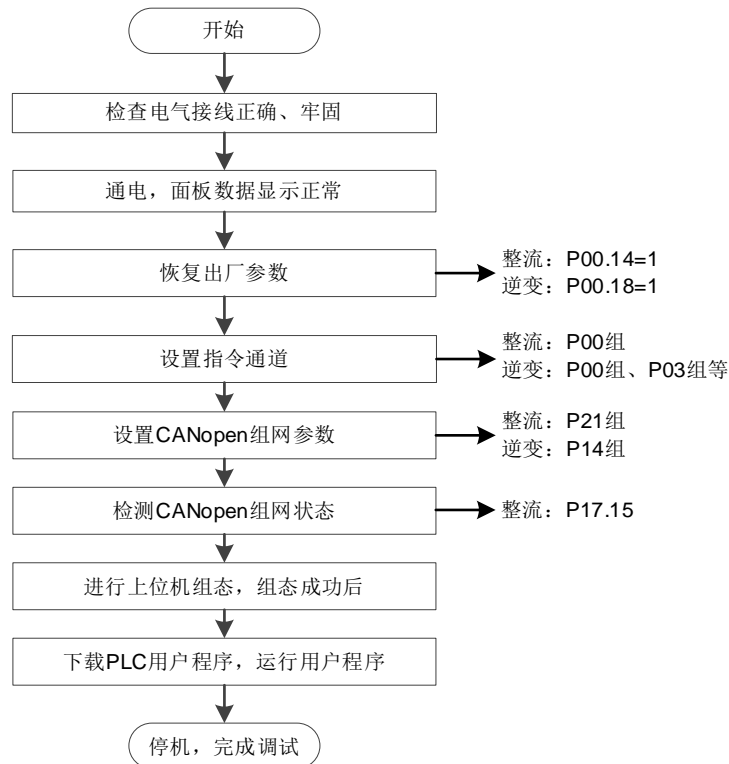 开始
检查电气接线正确、牢固
通电，面板数据显示正常
恢复出厂参数
整流：P00.14=1
逆变：P00.18=1
设置指令通道
整流：P00组
逆变：P00组、P03组等
设置CANopen组网参数
整流：P21组
逆变：P14组
检测CANopen组网状态
整流：P17.15
进行上位机组态，组态成功后
下载PLC用户程序，运行用户程序
停机，完成调试